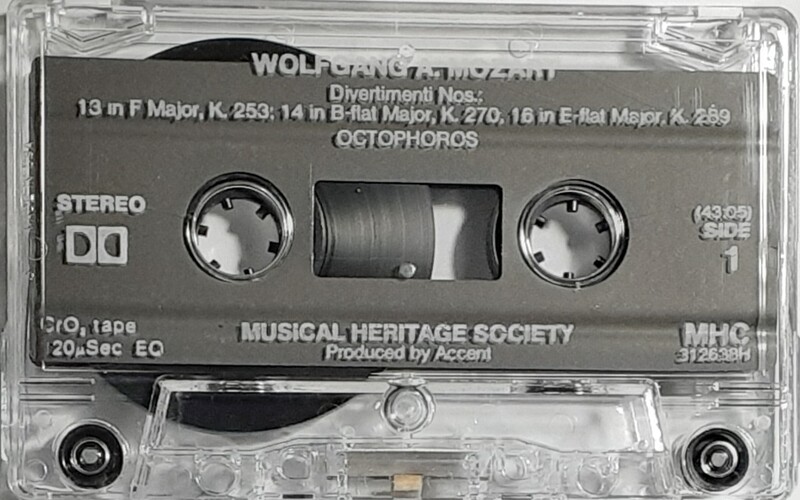 WOLFGANG A. MOZART
Divertimenti Nos.:
13 in F Major, K. 253; 14 in B-flat Major, K. 270, 16 in E-flat Major, K. 289
OCTOPHOROS
STEREO
(43:05)
SIDE
1
CrO₂ tape
120µSec EQ
MUSICAL HERITAGE SOCIETY
Produced by Accent
MHC
312638H